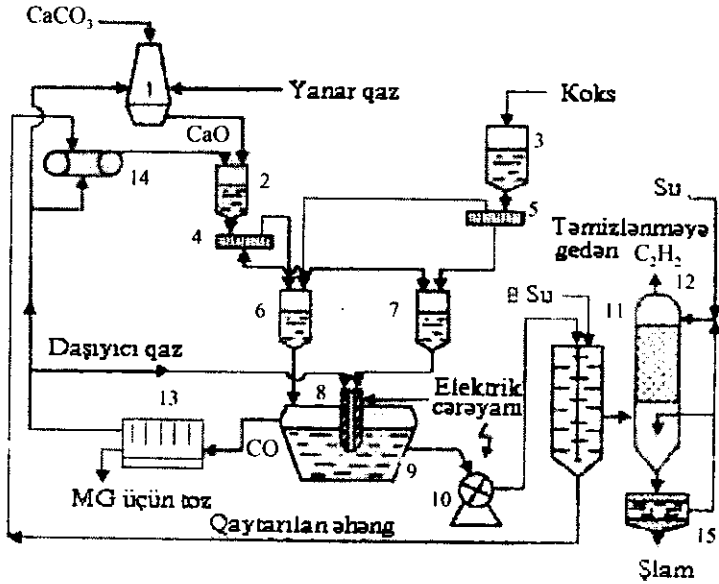 CaCO₃
1
Yanar qaz
Koks
CaO
3
14
2
Su
4
5
Təmizlənməyə
gedən
C₂H₂
12
6
7
8 Su
11
Daşıyıcı qaz
8
Elektrik
cərəyanı
13
CO
9
10
MG üçün toz
Qaytarılan əhəng
15
Şlam